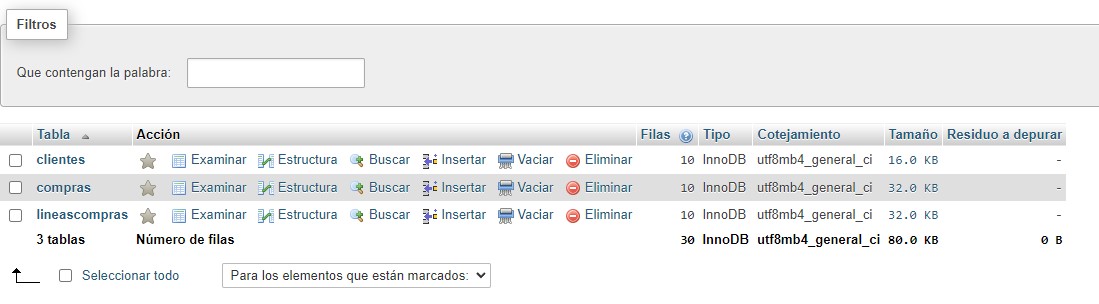 Filtros
Que contengan la palabra:
Tabla Acción Filas Tipo Cotejamiento Tamaño Residuo a depurar
clientes Examinar Estructura Buscar Insertar Vaciar Eliminar 10 InnoDB utf8mb4_general_ci 16.0 KB -
compras Examinar Estructura Buscar Insertar Vaciar Eliminar 10 InnoDB utf8mb4_general_ci 32.0 KB -
lineascompras Examinar Estructura Buscar Insertar Vaciar Eliminar 10 InnoDB utf8mb4_general_ci 32.0 KB -
3 tablas Número de filas 30 InnoDB utf8mb4_general_ci 80.0 KB 0 B
Seleccionar todo Para los elementos que están marcados: